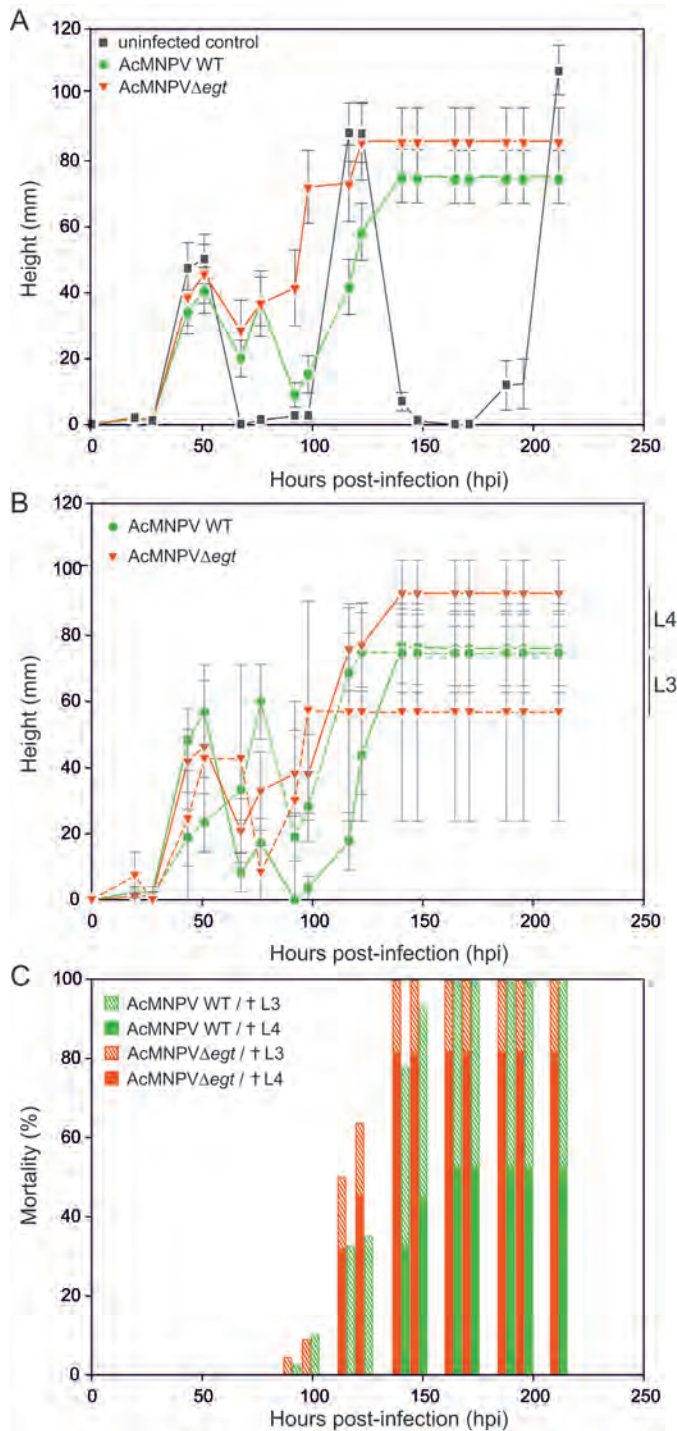 A
120
100
80
60
40
20
0
Height (mm)
uninfected control
AcMNPV WT
AcMNPVΔegt
0 50 100 150 200 250
Hours post-infection (hpi)
B
120
100
80
60
40
20
0
Height (mm)
AcMNPV WT
AcMNPVΔegt
L4
L3
0 50 100 150 200 250
Hours post-infection (hpi)
C
100
80
60
40
20
0
Mortality (%)
AcMNPV WT / † L3
AcMNPV WT / † L4
AcMNPVΔegt / † L3
AcMNPVΔegt / † L4
0 50 100 150 200 250
Hours post-infection (hpi)